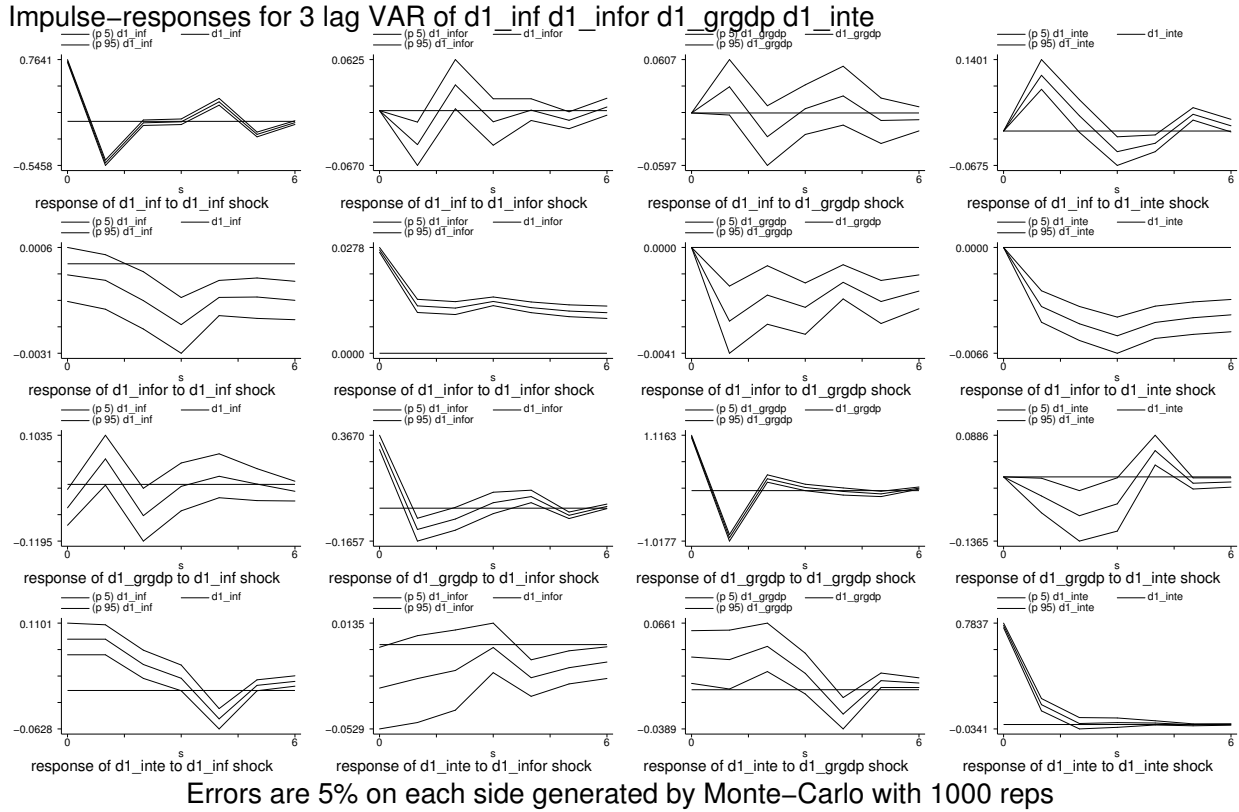 Impulse−responses for 3 lag VAR of d1_inf d1_infor d1_grgdp d1_inte
(p 5) d1_inf d1_inf
(p 95) d1_inf
0.7641
−0.5458
0 6
s
response of d1_inf to d1_inf shock
(p 5) d1_infor d1_infor
(p 95) d1_infor
0.0625
−0.0670
0 6
s
response of d1_inf to d1_infor shock
(p 5) d1_grgdp d1_grgdp
(p 95) d1_grgdp
0.0607
−0.0597
0 6
s
response of d1_inf to d1_grgdp shock
(p 5) d1_inte d1_inte
(p 95) d1_inte
0.1401
−0.0675
0 6
s
response of d1_inf to d1_inte shock
(p 5) d1_inf d1_inf
(p 95) d1_inf
0.0006
−0.0031
0 6
s
response of d1_infor to d1_inf shock
(p 5) d1_infor d1_infor
(p 95) d1_infor
0.0278
0.0000
0 6
s
response of d1_infor to d1_infor shock
(p 5) d1_grgdp d1_grgdp
(p 95) d1_grgdp
0.0000
−0.0041
0 6
s
response of d1_infor to d1_grgdp shock
(p 5) d1_inte d1_inte
(p 95) d1_inte
0.0000
−0.0066
0 6
s
response of d1_infor to d1_inte shock
(p 5) d1_inf d1_inf
(p 95) d1_inf
0.1035
−0.1195
0 6
s
response of d1_grgdp to d1_inf shock
(p 5) d1_infor d1_infor
(p 95) d1_infor
0.3670
−0.1657
0 6
s
response of d1_grgdp to d1_infor shock
(p 5) d1_grgdp d1_grgdp
(p 95) d1_grgdp
1.1163
−1.0177
0 6
s
response of d1_grgdp to d1_grgdp shock
(p 5) d1_inte d1_inte
(p 95) d1_inte
0.0886
−0.1365
0 6
s
response of d1_grgdp to d1_inte shock
(p 5) d1_inf d1_inf
(p 95) d1_inf
0.1101
−0.0628
0 6
s
response of d1_inte to d1_inf shock
(p 5) d1_infor d1_infor
(p 95) d1_infor
0.0135
−0.0529
0 6
s
response of d1_inte to d1_infor shock
(p 5) d1_grgdp d1_grgdp
(p 95) d1_grgdp
0.0661
−0.0389
0 6
s
response of d1_inte to d1_grgdp shock
(p 5) d1_inte d1_inte
(p 95) d1_inte
0.7837
−0.0341
0 6
s
response of d1_inte to d1_inte shock
Errors are 5% on each side generated by Monte−Carlo with 1000 reps